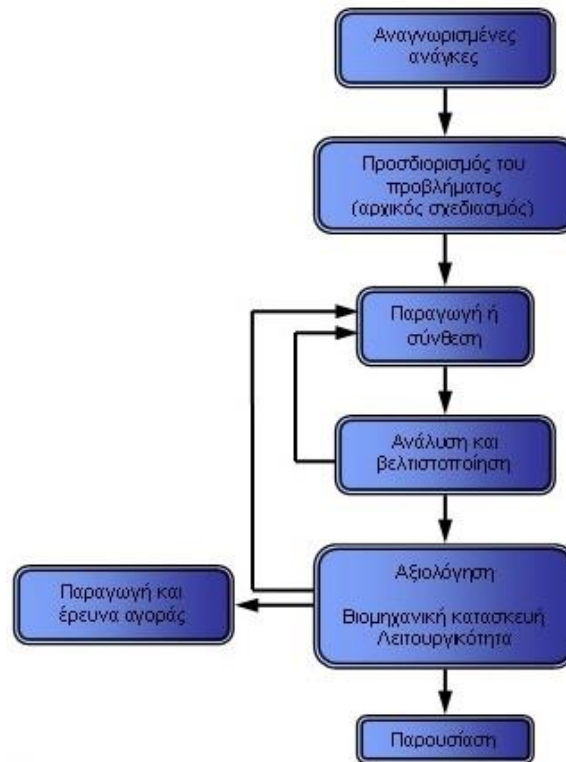 Αναγνωρισμένες
ανάγκες
Προσδιορισμός του
προβλήματος
(αρχικός σχεδιασμός)
Παραγωγή ή
σύνθεση
Ανάλυση και
βελτιστοποίηση
Αξιολόγηση
Βιομηχανική κατασκευή
Λειτουργικότητα
Παραγωγή και
έρευνα αγοράς
Παρουσίαση